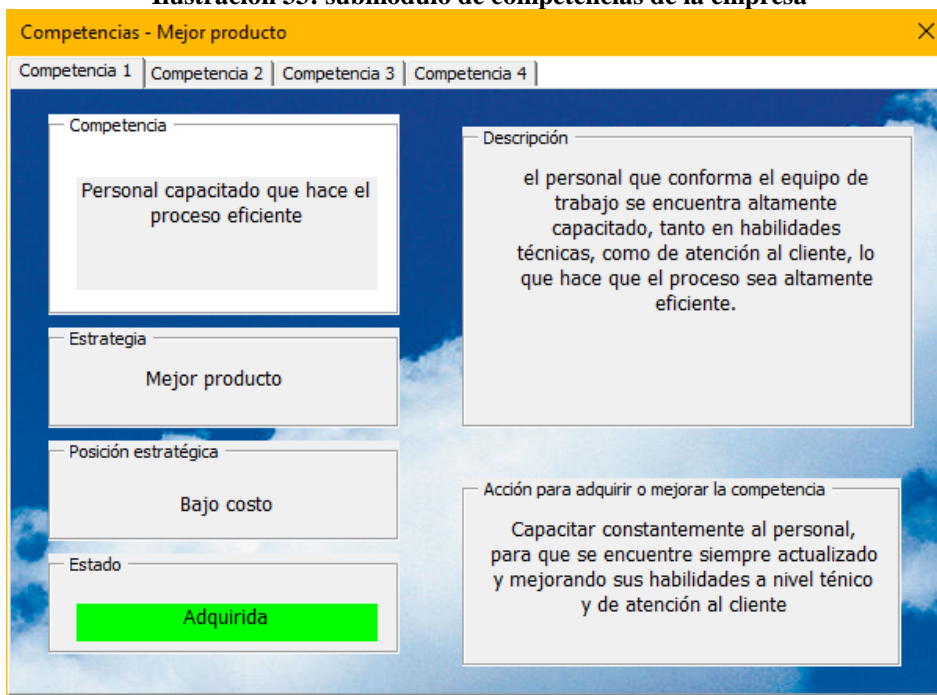 Ilustración 35: submódulo de competencias de la empresa
Competencias - Mejor producto
Competencia 1
Competencia 2
Competencia 3
Competencia 4
Competencia
Personal capacitado que hace el
proceso eficiente
Estrategia
Mejor producto
Posición estratégica
Bajo costo
Estado
Adquirida
Descripción
el personal que conforma el equipo de
trabajo se encuentra altamente
capacitado, tanto en habilidades
técnicas, como de atención al cliente, lo
que hace que el proceso sea altamente
eficiente.
Acción para adquirir o mejorar la competencia
Capacitar constantemente al personal,
para que se encuentre siempre actualizado
y mejorando sus habilidades a nivel ténico
y de atención al cliente